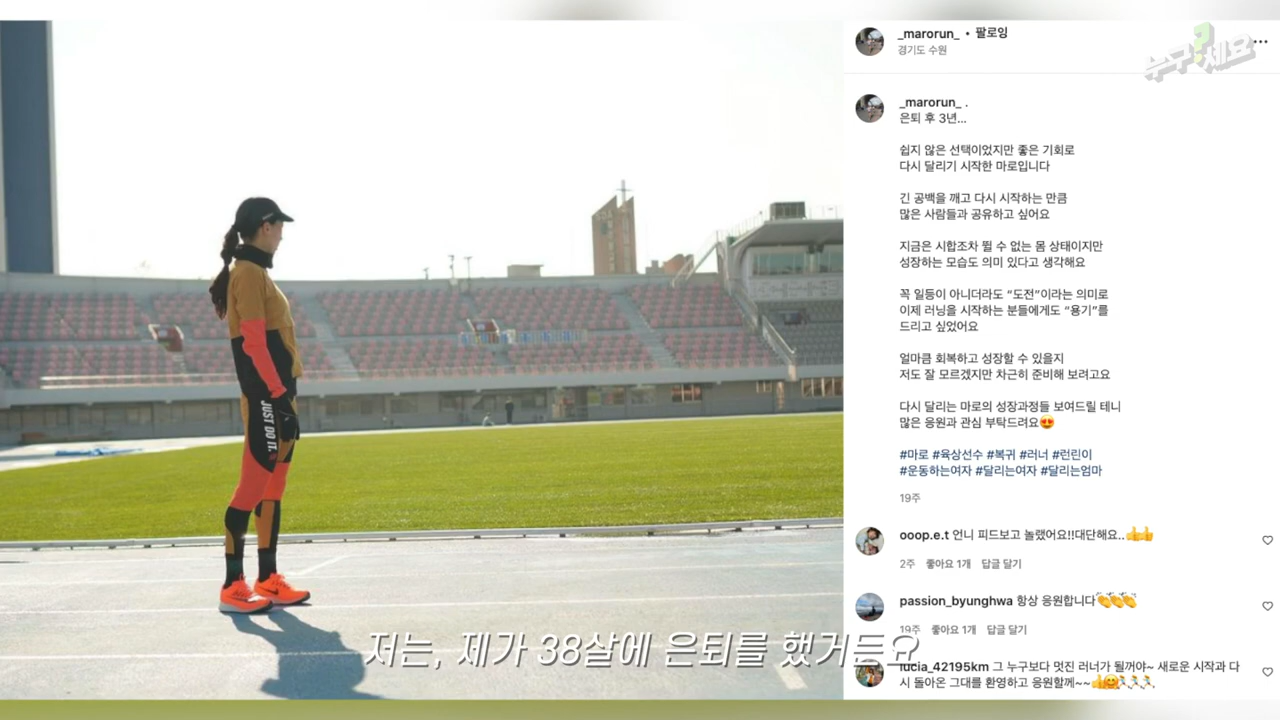 _marorun_ • 팔로잉
경기도 수원
누구세요?
_marorun_ .
은퇴 후 3년...
쉽지 않은 선택이었지만 좋은 기회로
다시 달리기 시작한 마로입니다
긴 공백을 깨고 다시 시작하는 만큼
많은 사람들과 공유하고 싶어요
지금은 시합조차 뛸 수 없는 몸 상태이지만
성장하는 모습도 의미 있다고 생각해요
꼭 일등이 아니더라도 “도전”이라는 의미로
이제 러닝을 시작하는 분들에게도 “용기”를
드리고 싶었어요
얼마큼 회복하고 성장할 수 있을지
저도 잘 모르겠지만 차근히 준비해 보려고요
다시 달리는 마로의 성장과정들 보여드릴 테니
많은 응원과 관심 부탁드려요😍
#마로 #육상선수 #복귀 #러너 #런린이
#운동하는여자 #달리는여자 #달리는엄마
19주
ooop.e.t 언니 피드보고 놀랬어요!!대단해요..👍👍
2주 좋아요 1개 답글 달기
passion_byunghwa 항상 응원합니다👏👏👏
19주 좋아요 1개 답글 달기
lucia_42195km 그 누구보다 멋진 러너가 될꺼야~ 새로운 시작과 다
시 돌아온 그대를 환영하고 응원할께~~👍🤗🏃🏃🏃
JUST DO IT.
저는, 제가 38살에 은퇴를 했거든요